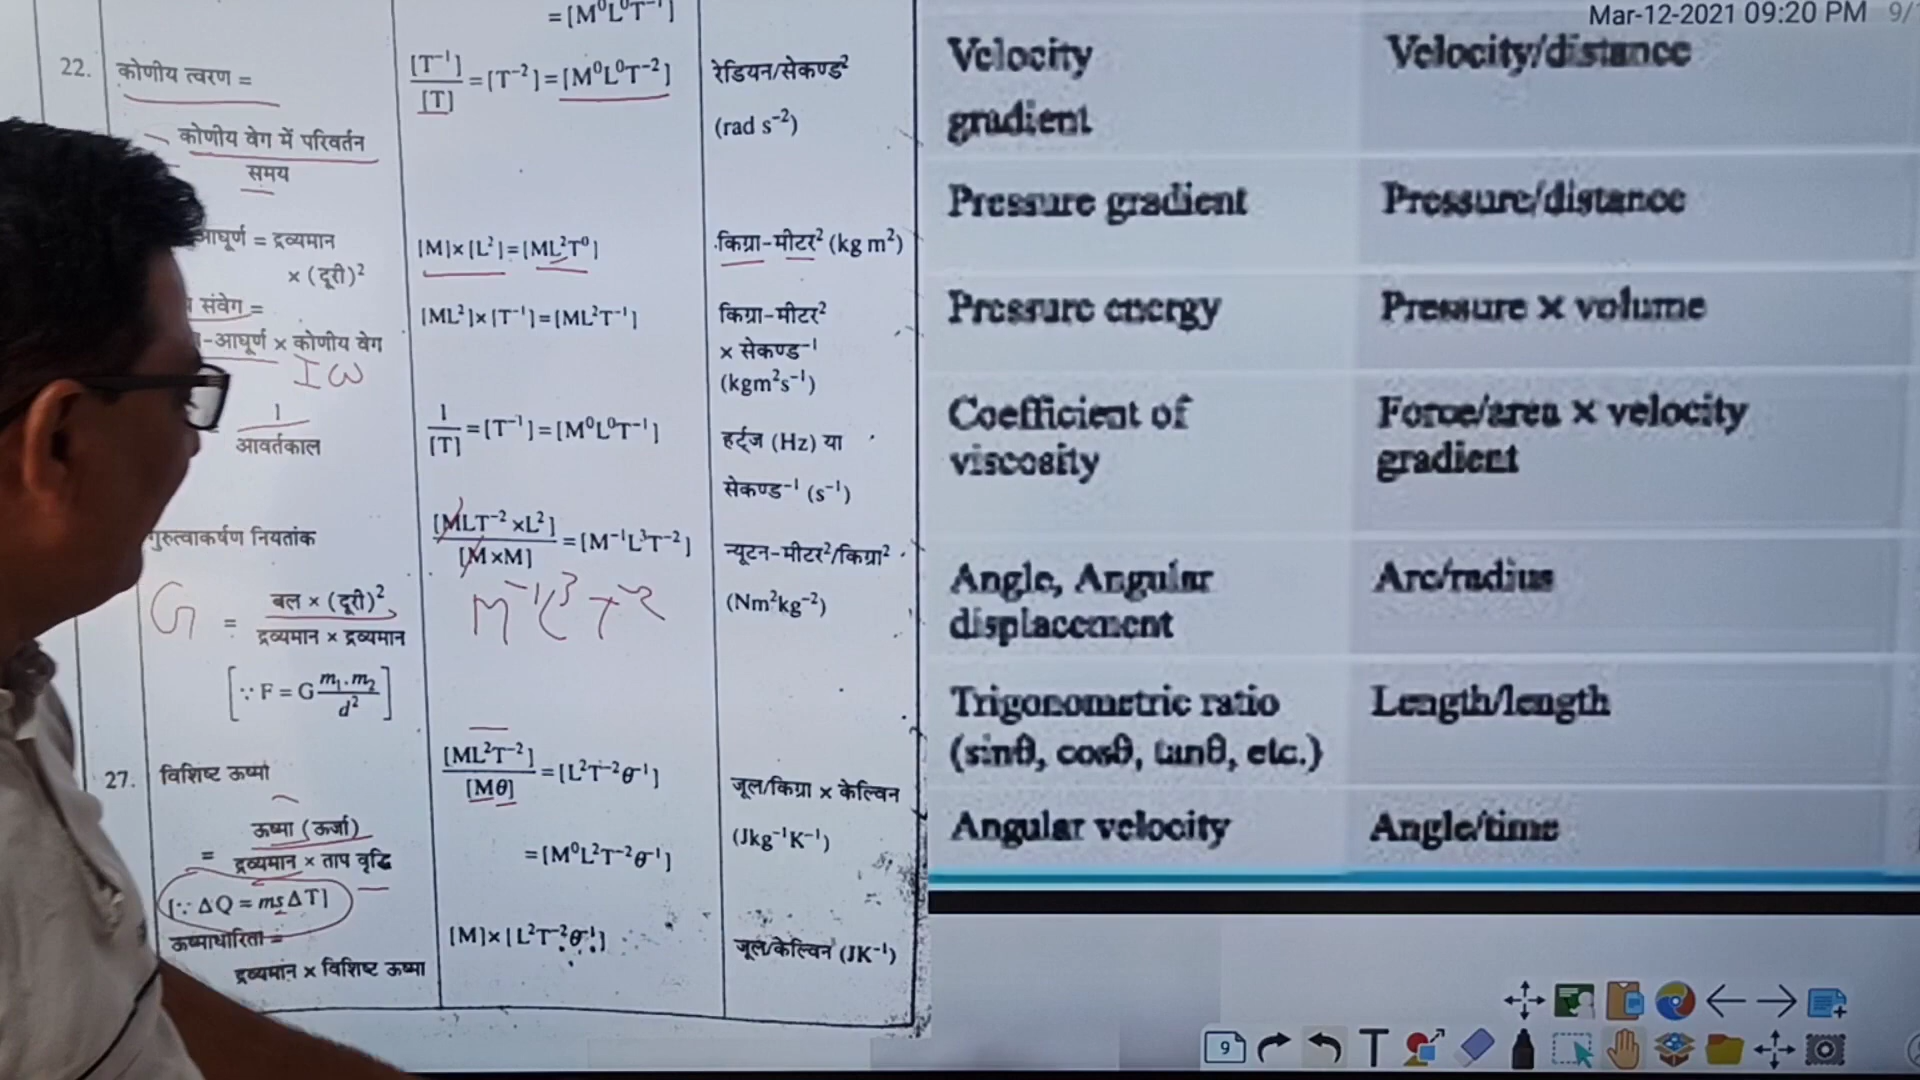 Mar-12-2021 09:20 PM 9/
= [M⁰L⁰T⁻¹]
22. कोणीय त्वरण =
[T⁻¹]
[T]
= [T⁻²] = [M⁰L⁰T⁻²]
रेडियन/सेकण्ड²
(rad s⁻²)
कोणीय वेग में परिवर्तन
समय
आघूर्ण = द्रव्यमान
× (दूरी)²
[M]×[L²] = [ML²T⁰]
किग्रा-मीटर² (kg m²)
संवेग =
-आघूर्ण × कोणीय वेग
Iω
[ML²]×[T⁻¹] = [ML²T⁻¹]
किग्रा-मीटर²
× सेकण्ड⁻¹
(kgm²s⁻¹)
1
आवर्तकाल
1
[T]
= [T⁻¹] = [M⁰L⁰T⁻¹]
हर्ट्ज (Hz) या
सेकण्ड⁻¹ (s⁻¹)
गुरुत्वाकर्षण नियतांक
[MLT⁻² ×L²]
[M×M]
= [M⁻¹L³T⁻²]
न्यूटन-मीटर²/किग्रा²
(Nm²kg⁻²)
G
= बल × (दूरी)²
द्रव्यमान × द्रव्यमान
M⁻¹L³T⁻²
[∵ F = G m₁.m₂
d²]
27. विशिष्ट ऊष्मा
[ML²T⁻²]
[Mθ]
= [L²T⁻²θ⁻¹]
जूल/किग्रा × केल्विन
(Jkg⁻¹K⁻¹)
= ऊष्मा (ऊर्जा)
द्रव्यमान × ताप वृद्धि
= [M⁰L²T⁻²θ⁻¹]
[∵ ΔQ = msΔT]
ऊष्माधारिता =
द्रव्यमान × विशिष्ट ऊष्मा
[M]×[L²T⁻²θ⁻¹]
जूल/केल्विन (JK⁻¹)
Velocity
gradient
Velocity/distance
Pressure gradient
Pressure/distance
Pressure energy
Pressure × volume
Coefficient of
viscosity
Force/area × velocity
gradient
Angle, Angular
displacement
Arc/radius
Trigonometric ratio
(sinθ, cosθ, tanθ, etc.)
Length/length
Angular velocity
Angle/time
9
T